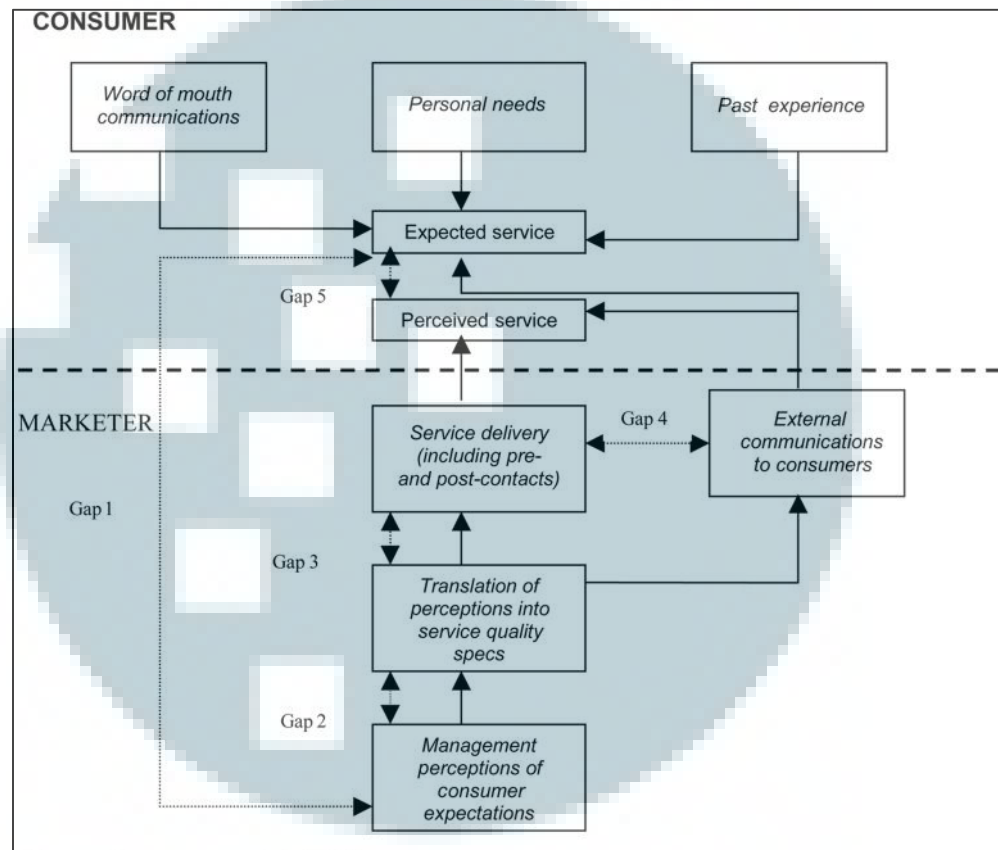 CONSUMER
Word of mouth
communications
Personal needs
Past experience
Expected service
Gap 5
Perceived service
MARKETER
Service delivery
(including pre-
and post-contacts)
Gap 4
External
communications
to consumers
Gap 1
Gap 3
Translation of
perceptions into
service quality
specs
Gap 2
Management
perceptions of
consumer
expectations